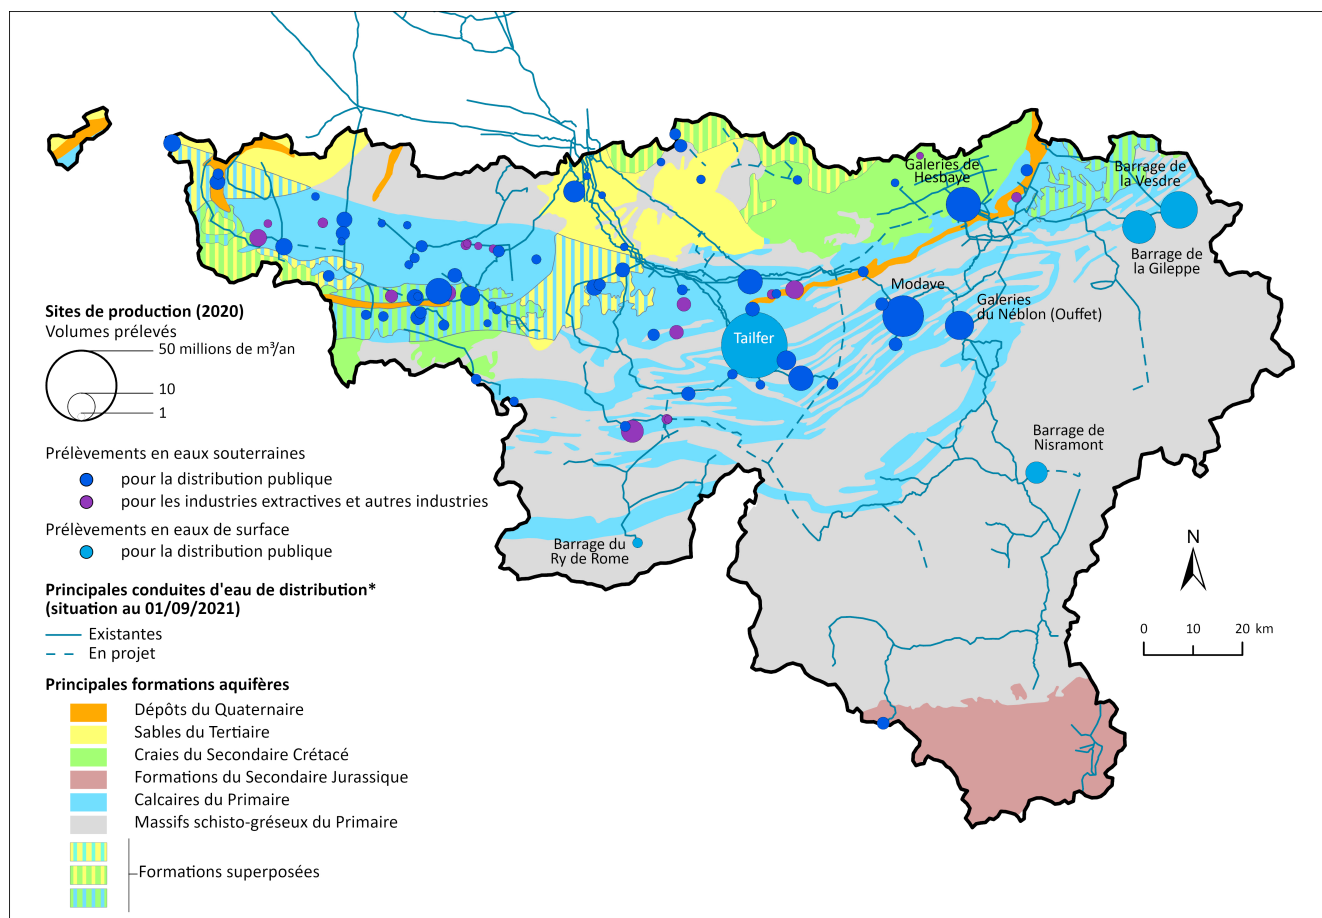 Galeries de
Hesbaye
Barrage de
la Vesdre
Barrage de
la Gileppe
Modave
Galeries
du Néblon (Ouffet)
Tailfer
Barrage de
Nisramont
Barrage du
Ry de Rome
Sites de production (2020)
Volumes prélevés
50 millions de m³/an
10
1
Prélèvements en eaux souterraines
pour la distribution publique
pour les industries extractives et autres industries
Prélèvements en eaux de surface
pour la distribution publique
Principales conduites d'eau de distribution*
(situation au 01/09/2021)
Existantes
En projet
Principales formations aquifères
Dépôts du Quaternaire
Sables du Tertiaire
Craies du Secondaire Crétacé
Formations du Secondaire Jurassique
Calcaires du Primaire
Massifs schisto-gréseux du Primaire
Formations superposées
N
0 10 20 km